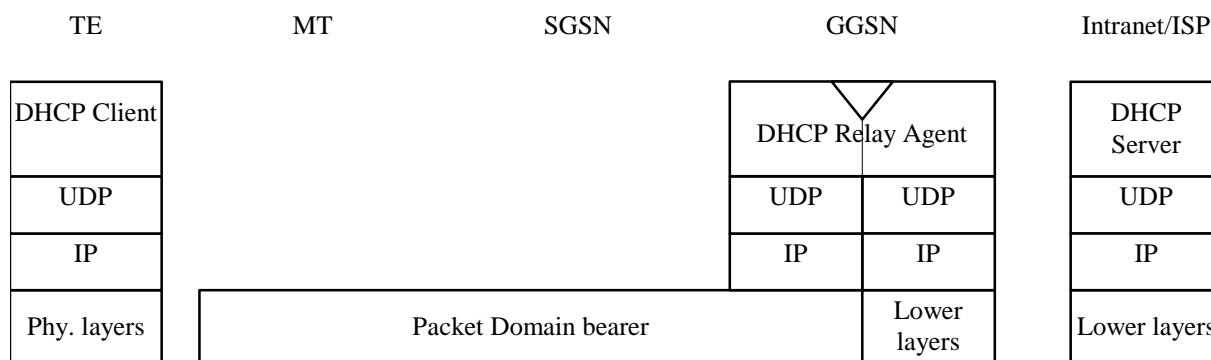 TE MT SGSN GGSN Intranet/ISP
DHCP Client
DHCP Relay Agent
DHCP
Server
UDP UDP UDP UDP
IP IP IP IP
Phy. layers Packet Domain bearer
Lower
layers
Lower layers